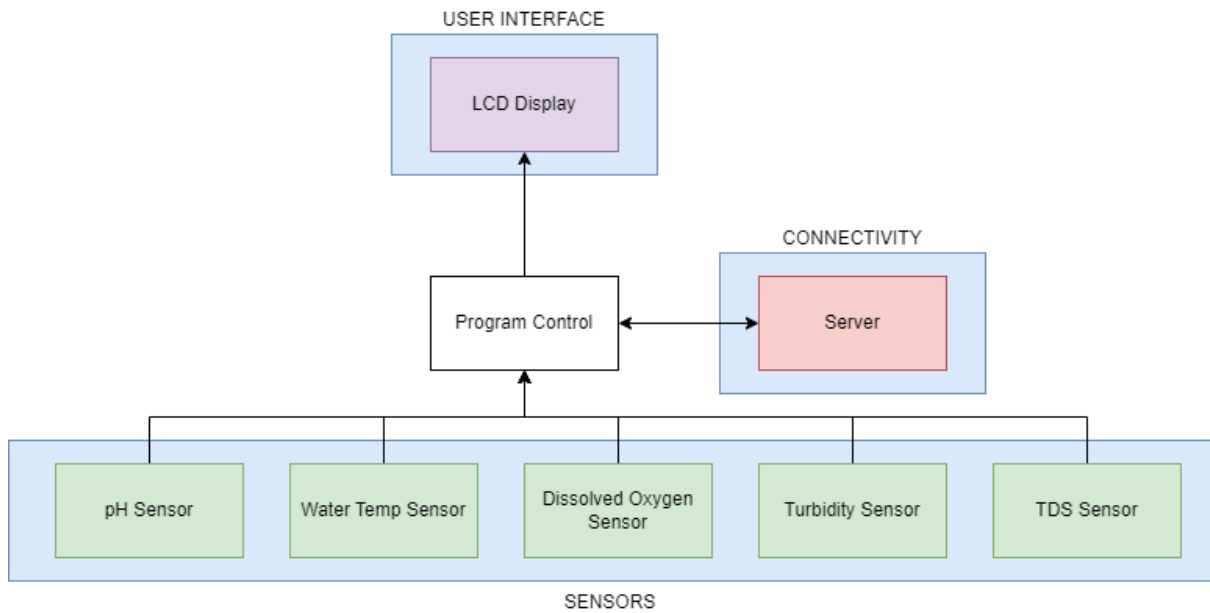 USER INTERFACE
LCD Display
CONNECTIVITY
Program Control
Server
pH Sensor
Water Temp Sensor
Dissolved Oxygen
Sensor
Turbidity Sensor
TDS Sensor
SENSORS